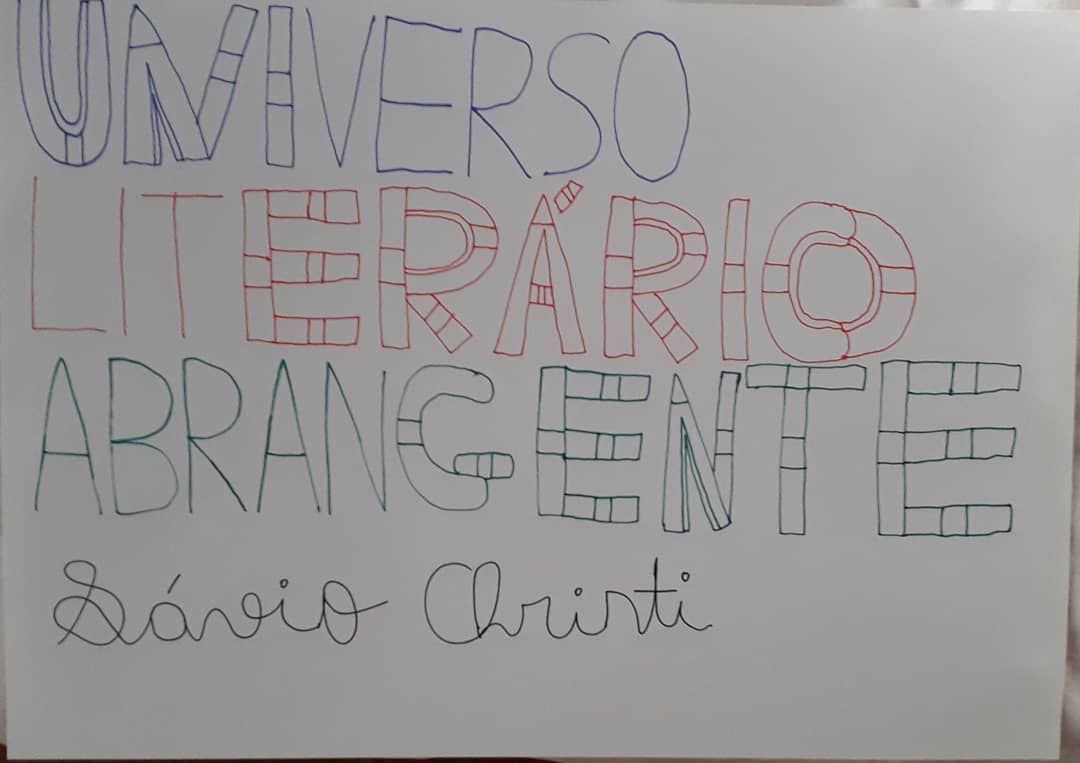 UNIVERSO
LITERÁRIO
ABRANGENTE
Sávio Christi